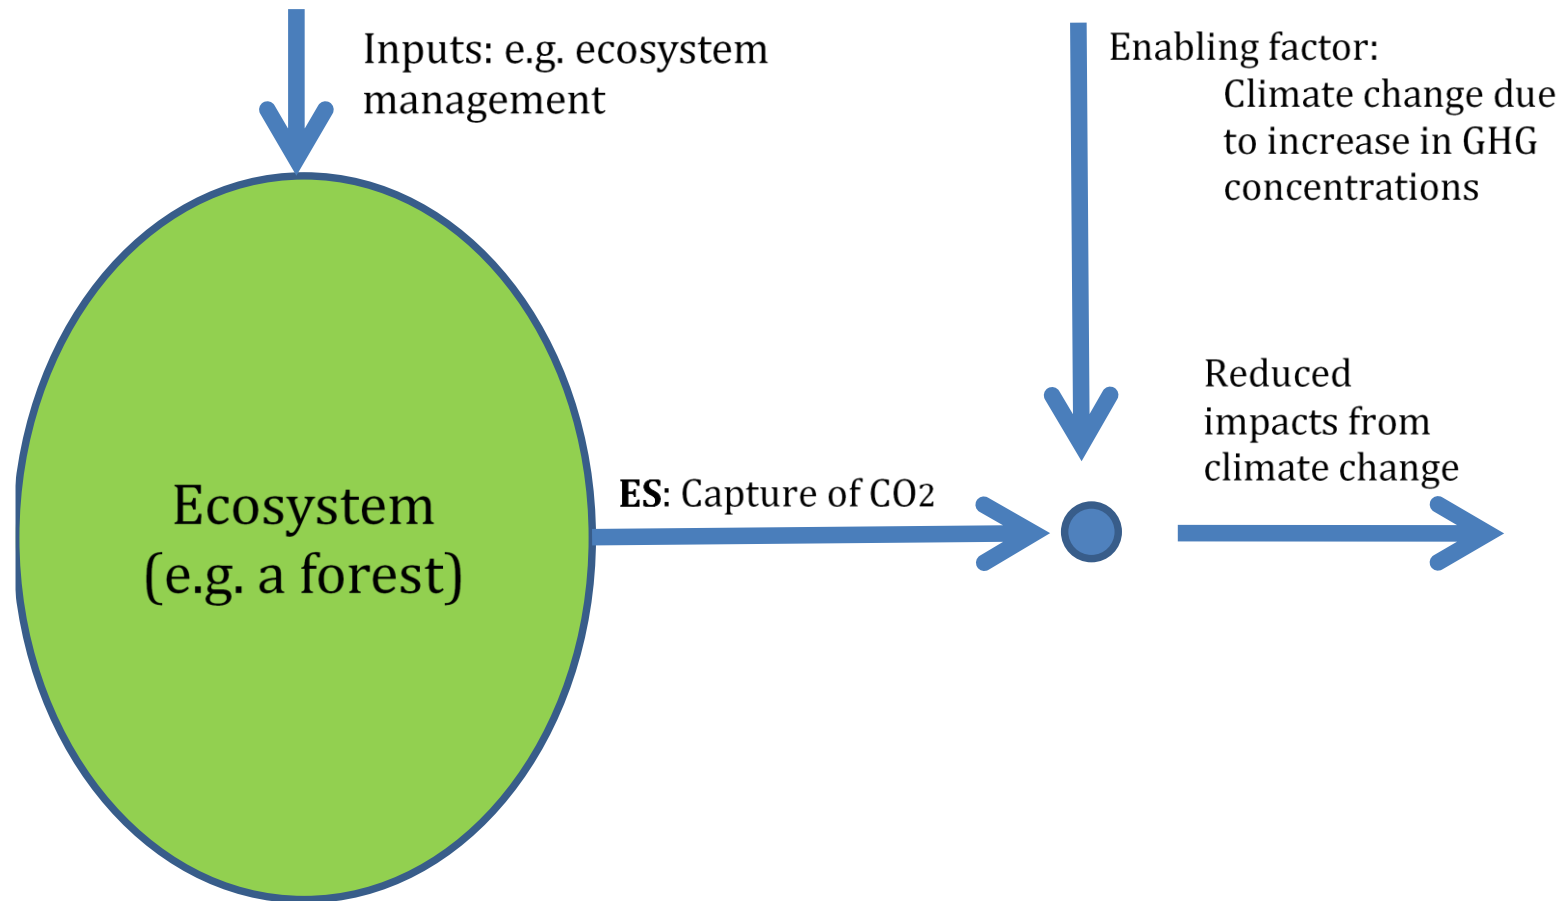 Inputs: e.g. ecosystem
management
Enabling factor:
Climate change due
to increase in GHG
concentrations
Reduced
impacts from
climate change
ES: Capture of CO2
Ecosystem
(e.g. a forest)